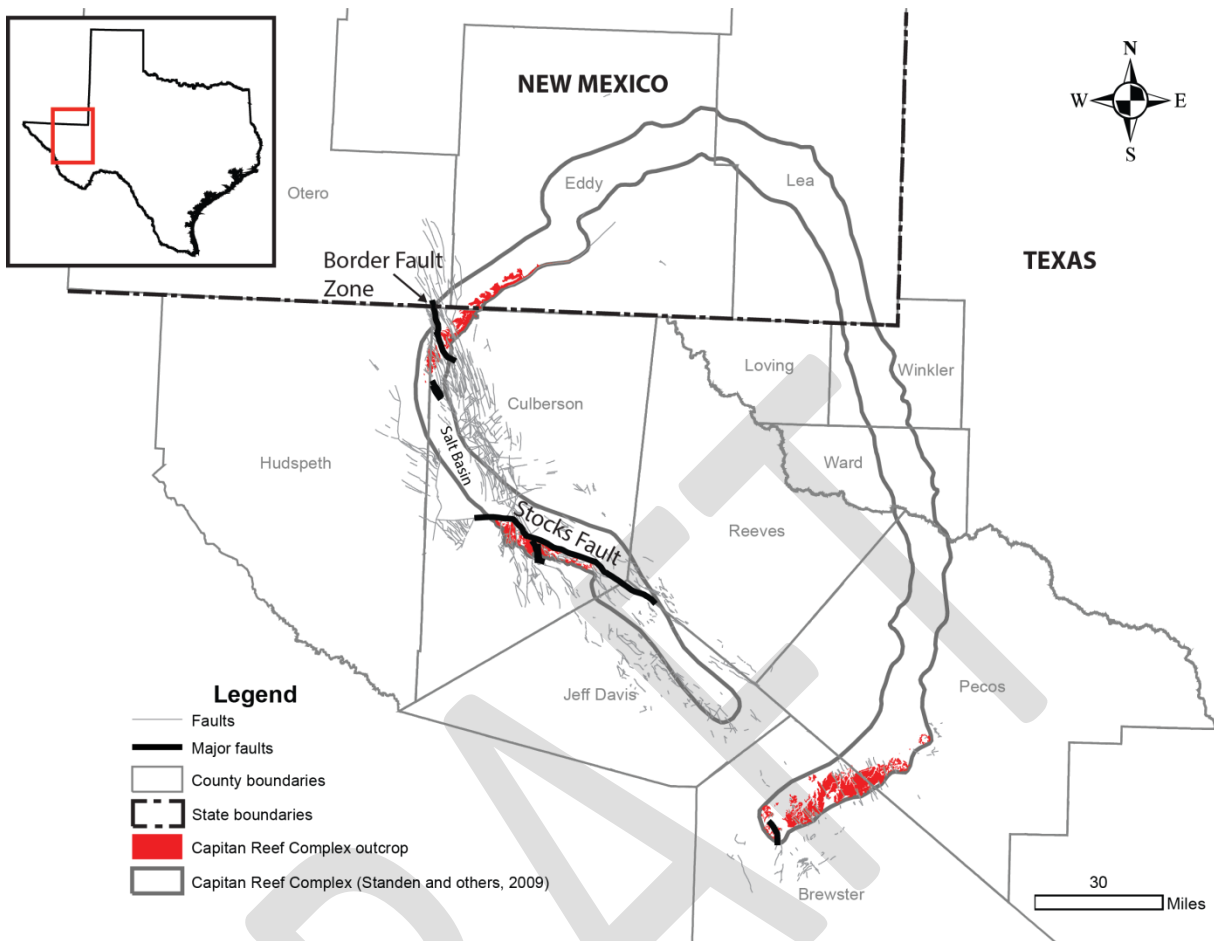 NEW MEXICO
N
W E
S
Otero
Eddy
Lea
Border Fault
Zone
TEXAS
Loving
Winkler
Culberson
Salt Basin
Hudspeth
Ward
Stocks Fault
Reeves
Jeff Davis
Pecos
Brewster
Legend
Faults
Major faults
County boundaries
State boundaries
Capitan Reef Complex outcrop
Capitan Reef Complex (Standen and others, 2009)
30
Miles
DRAFT